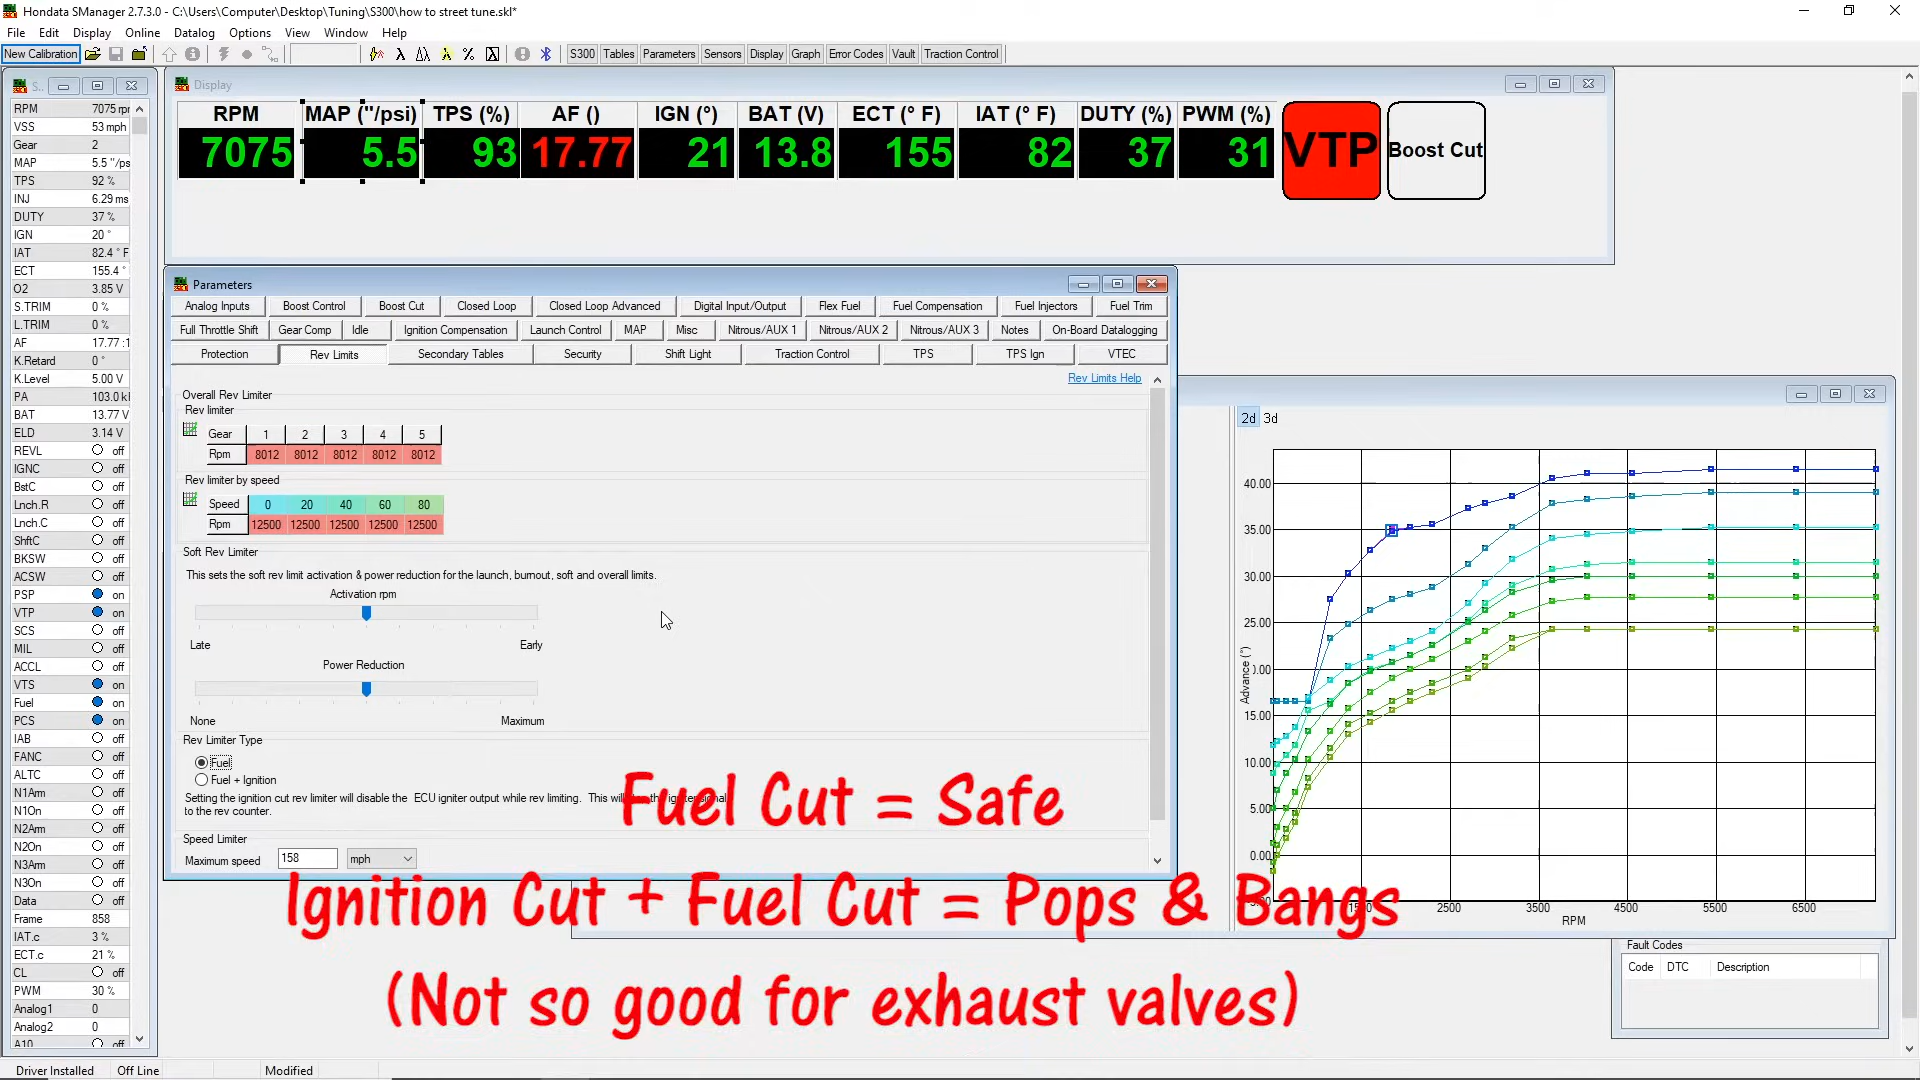 Hondata SManager 2.7.3.0 - C:\Users\Computer\Desktop\Tuning\S300\how to street tune.skl*
File Edit Display Online Datalog Options View Window Help
New Calibration S300 Tables Parameters Sensors Display Graph Error Codes Vault Traction Control
S..
RPM 7075 rpm
VSS 53 mph
Gear 2
MAP 5.5 "/ps
TPS 92 %
INJ 6.29 ms
DUTY 37 %
IGN 20 °
IAT 82.4 ° F
ECT 155.4 °
O2 3.85 V
S.TRIM 0 %
L.TRIM 0 %
AF 17.77 :1
K.Retard 0 °
K.Level 5.00 V
PA 103.0 k
BAT 13.77 V
ELD 3.14 V
REVL off
IGNC off
BstC off
Lnch.R off
Lnch.C off
ShftC off
BKSW off
ACSW off
PSP on
VTP on
SCS off
MIL off
ACCL off
VTS on
Fuel on
PCS on
IAB off
FANC off
ALTC off
N1Arm off
N1On off
N2Arm off
N2On off
N3Arm off
N3On off
Data off
Frame 858
IAT.c 3 %
ECT.c 21 %
CL off
PWM 30 %
Analog1 0
Analog2 0
A10 off
Display
RPM MAP ("/psi) TPS (%) AF () IGN (°) BAT (V) ECT (° F) IAT (° F) DUTY (%) PWM (%)
7075 5.5 93 17.77 21 13.8 155 82 37 31
VTP Boost Cut
Parameters
Analog Inputs Boost Control Boost Cut Closed Loop Closed Loop Advanced Digital Input/Output Flex Fuel Fuel Compensation Fuel Injectors Fuel Trim
Full Throttle Shift Gear Comp Idle Ignition Compensation Launch Control MAP Misc Nitrous/AUX 1 Nitrous/AUX 2 Nitrous/AUX 3 Notes On-Board Datalogging
Protection Rev Limits Secondary Tables Security Shift Light Traction Control TPS TPS Ign VTEC
Rev Limits Help
Overall Rev Limiter
Rev limiter
Gear 1 2 3 4 5
Rpm 8012 8012 8012 8012 8012
Rev limiter by speed
Speed 0 20 40 60 80
Rpm 12500 12500 12500 12500 12500
Soft Rev Limiter
This sets the soft rev limit activation & power reduction for the launch, burnout, soft and overall limits.
Activation rpm
Late Early
Power Reduction
None Maximum
Rev Limiter Type
Fuel
Fuel + Ignition
Setting the ignition cut rev limiter will disable the ECU igniter output while rev limiting. This
to the rev counter.
Speed Limiter
Maximum speed 158 mph
Fuel Cut = Safe
Ignition Cut + Fuel Cut = Pops & Bangs
(Not so good for exhaust valves)
2d 3d
40.00
35.00
30.00
25.00
15.00
10.00
5.00
0.00
Advance (°)
2500 3500 4500 5500 6500
RPM
Fault Codes
Code DTC Description
Driver Installed Off Line Modified